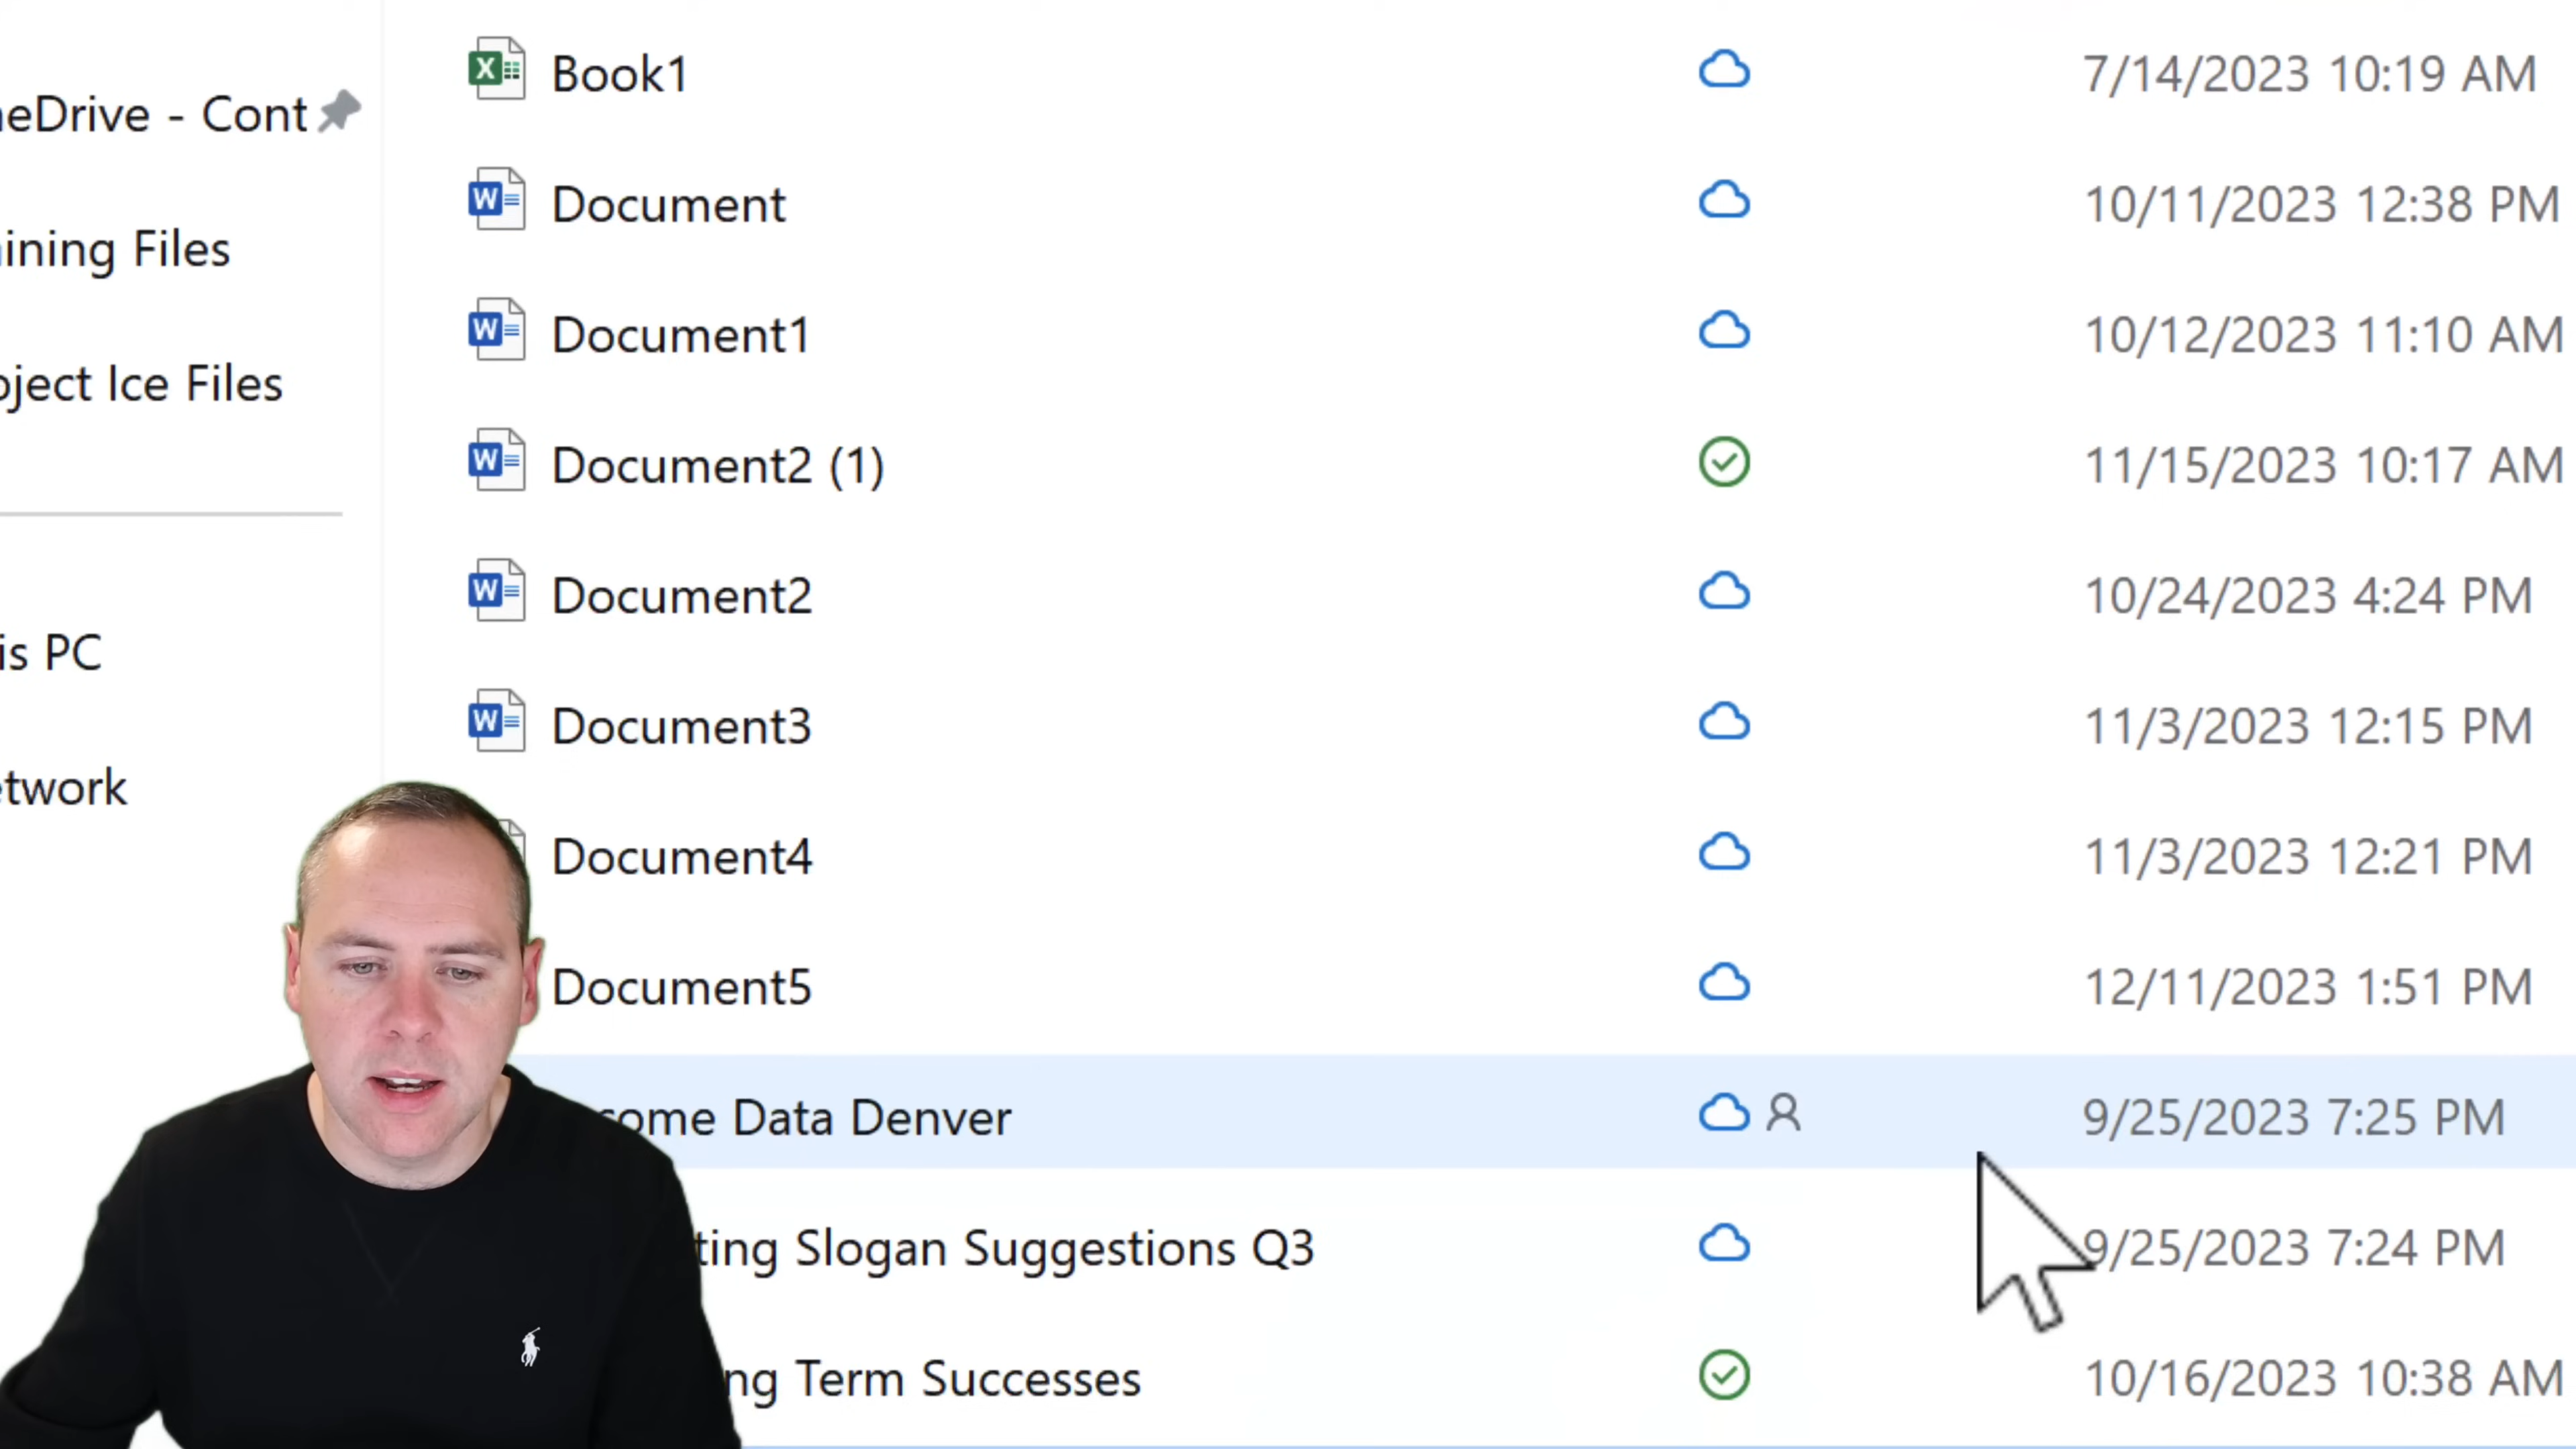 Book1 7/14/2023 10:19 AM
eDrive - Cont
Document 10/11/2023 12:38 PM
ining Files
Document1 10/12/2023 11:10 AM
ject Ice Files
Document2 (1) 11/15/2023 10:17 AM
Document2 10/24/2023 4:24 PM
is PC
Document3 11/3/2023 12:15 PM
etwork
Document4 11/3/2023 12:21 PM
Document5 12/11/2023 1:51 PM
come Data Denver 9/25/2023 7:25 PM
ting Slogan Suggestions Q3 9/25/2023 7:24 PM
ng Term Successes 10/16/2023 10:38 AM